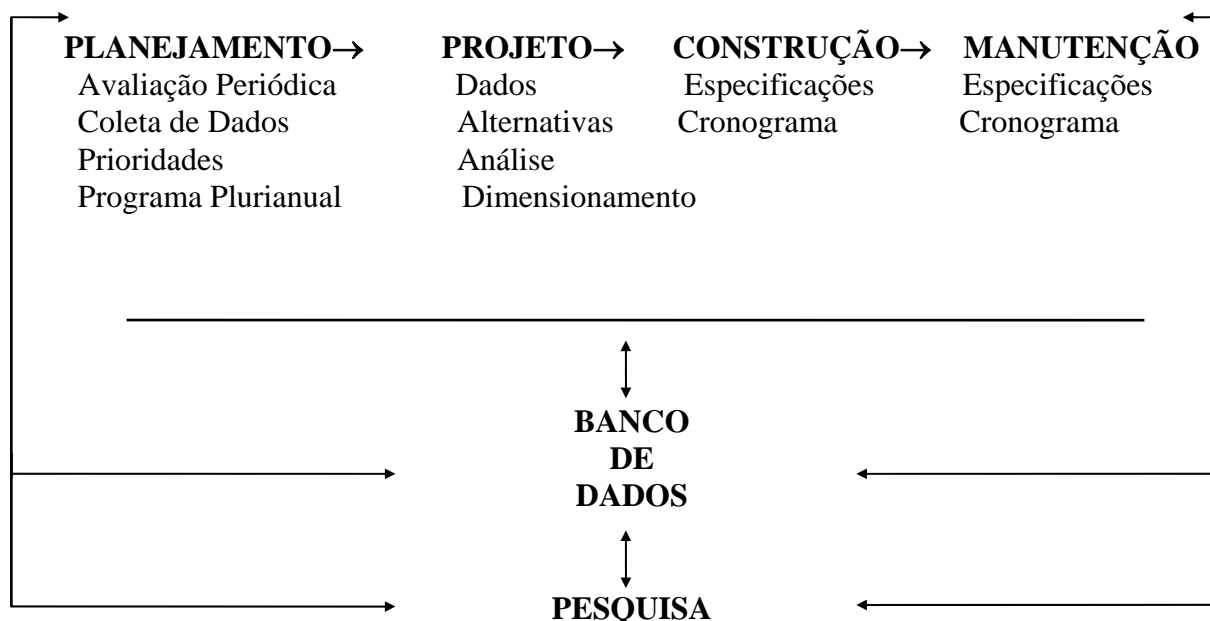 PLANEJAMENTO→ PROJETO→ CONSTRUÇÃO→ MANUTENÇÃO
Avaliação Periódica Dados Especificações Especificações
Coleta de Dados Alternativas Cronograma Cronograma
Prioridades Análise
Programa Plurianual Dimensionamento
BANCO
DE
DADOS
PESQUISA